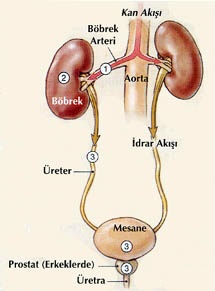 Kan Akışı
Böbrek
Arteri
1
Aorta
2
Böbrek
İdrar Akışı
3
Üreter
Mesane
3
Prostat (Erkeklerde)
3
Üretra